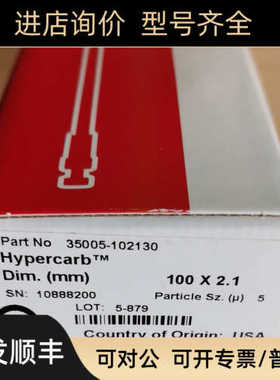 进店询价 型号齐全
Part No 35005-102130
Hypercarb™
Dim. (mm) 100 X 2.1
SN: 10888200 Particle Sz. (µ) 5
LOT: 5-879
Country of Origin: USA
发顺丰 可对公 可开专票/普票